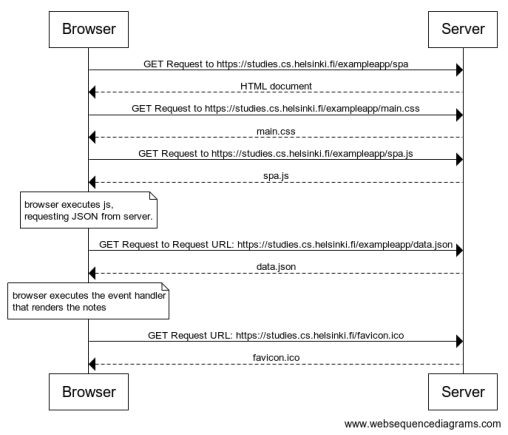 Browser
Server
GET Request to https://studies.cs.helsinki.fi/exampleapp/spa
HTML document
GET Request to https://studies.cs.helsinki.fi/exampleapp/main.css
main.css
GET Request to https://studies.cs.helsinki.fi/exampleapp/spa.js
spa.js
browser executes js,
requesting JSON from server.
GET Request to Request URL: https://studies.cs.helsinki.fi/exampleapp/data.json
data.json
browser executes the event handler
that renders the notes
GET Request URL: https://studies.cs.helsinki.fi/favicon.ico
favicon.ico
Browser
Server
www.websequencediagrams.com